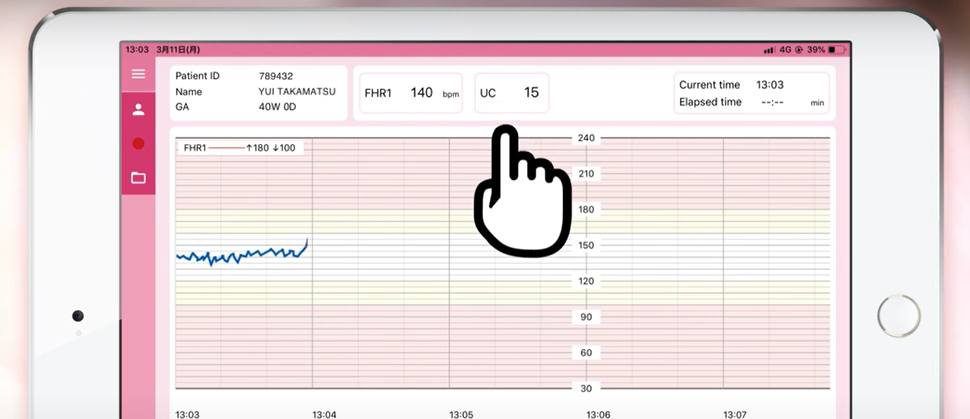 13:03 3月11日(月)
4G 39%
Patient ID 789432
Name YUI TAKAMATSU
GA 40W 0D
FHR1 140 bpm
UC 15
Current time 13:03
Elapsed time --:-- min
FHR1 ↑180 ↓100
240
210
180
150
120
90
60
30
13:03 13:04 13:05 13:06 13:07